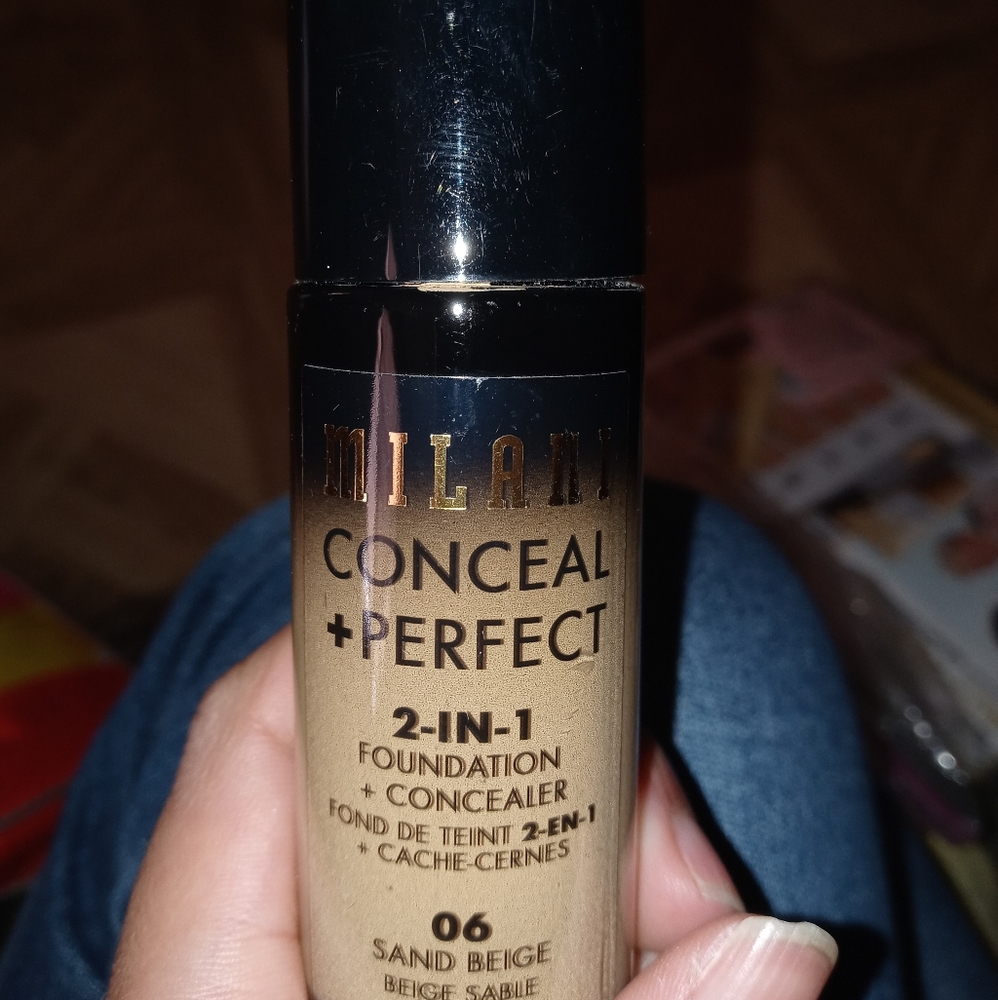 MILANI
CONCEAL
+PERFECT
2-IN-1
FOUNDATION
+ CONCEALER
FOND DE TEINT 2-EN-1
+ CACHE-CERNES
06
SAND BEIGE
BEIGE SABLE